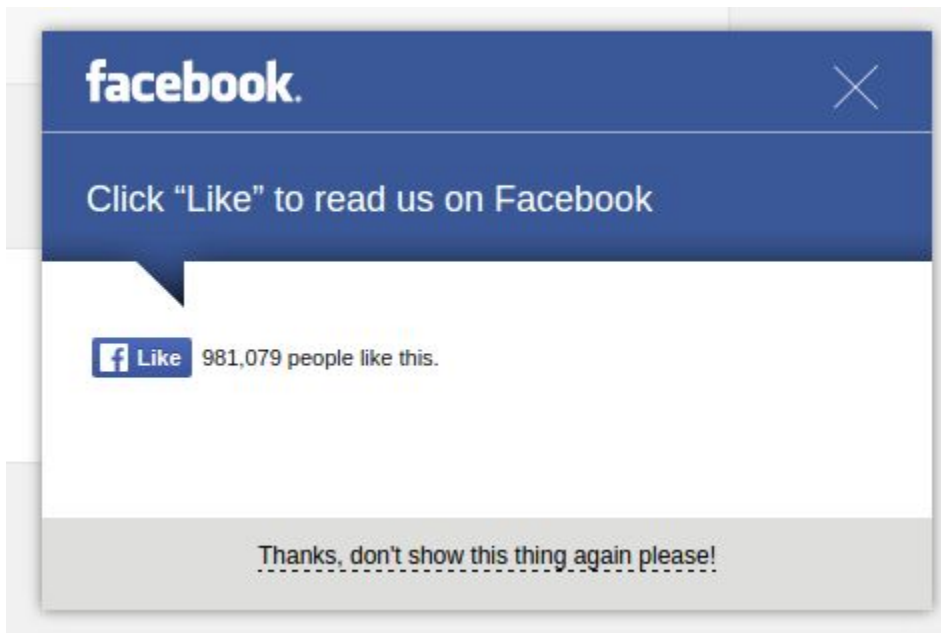 facebook.
Click “Like” to read us on Facebook
f Like 981,079 people like this.
Thanks, don't show this thing again please!